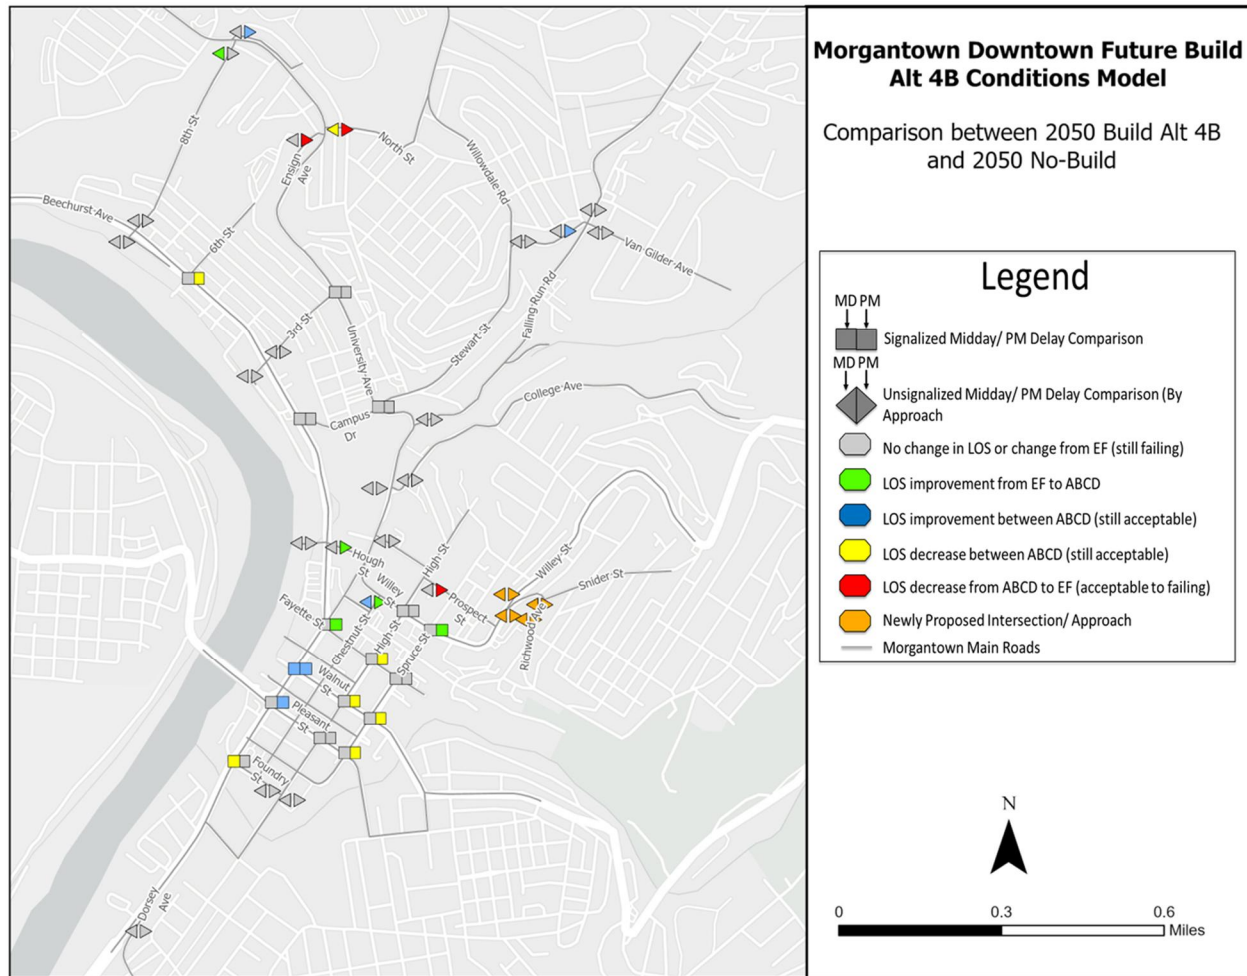 Morgantown Downtown Future Build
Alt 4B Conditions Model
Comparison between 2050 Build Alt 4B
and 2050 No-Build
Legend
MD PM
Signalized Midday/ PM Delay Comparison
MD PM
Unsignalized Midday/ PM Delay Comparison (By
Approach
No change in LOS or change from EF (still failing)
LOS improvement from EF to ABCD
LOS improvement between ABCD (still acceptable)
LOS decrease between ABCD (still acceptable)
LOS decrease from ABCD to EF (acceptable to failing)
Newly Proposed Intersection/ Approach
Morgantown Main Roads
N
0
0.3
0.6
Miles
8th St
North St
Ensign
Ave
Willowdale Rd
Beechurst Ave
6th St
Van Gilder Ave
Falling Run Rd
3rd St
University Ave
Stewart St
College Ave
Campus
Dr
High St
Hough
St
Willey
St
Willey St
Snider St
Prospect
St
Fayette St
Chestnut St
High St
Spruce St
Richwood Ave
Walnut
St
Pleasant
St
Foundry
St
Dorsey
Ave